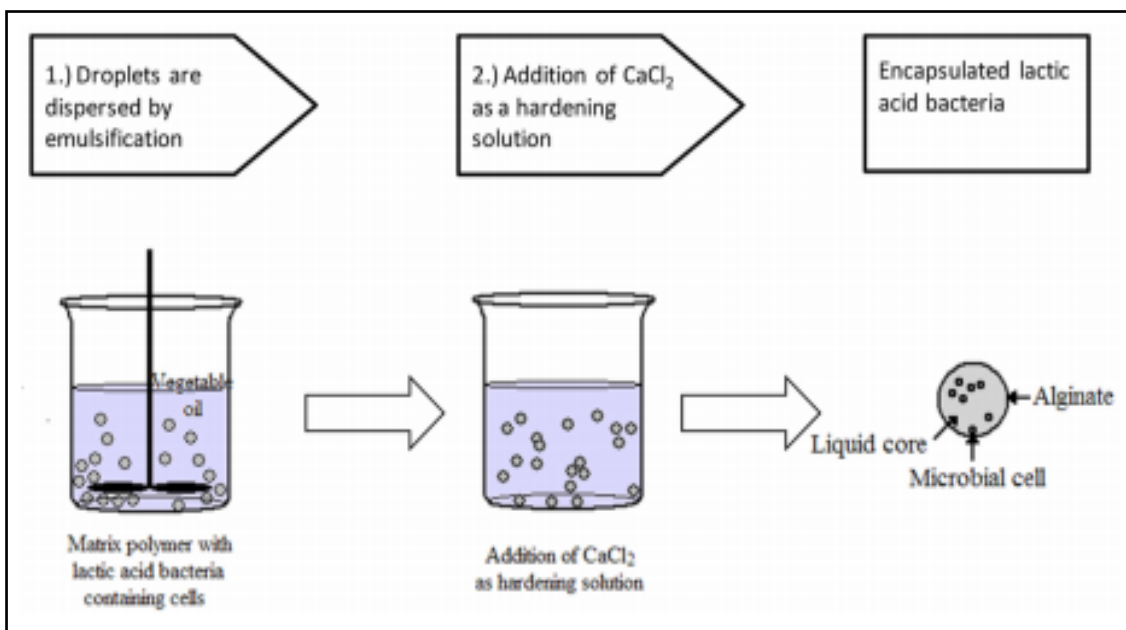 1.) Droplets are
dispersed by
emulsification
2.) Addition of CaCl₂
as a hardening
solution
Encapsulated lactic
acid bacteria
Vegetable
oil
Matrix polymer with
lactic acid bacteria
containing cells
Addition of CaCl₂
as hardening solution
Alginate
Liquid core
Microbial cell